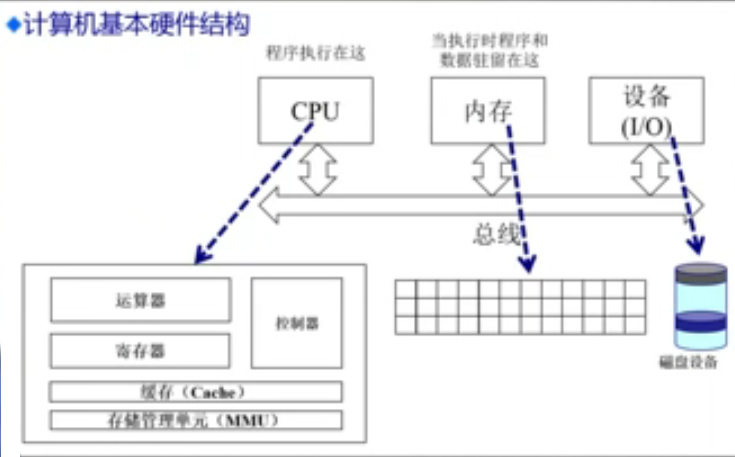 计算机基本硬件结构
程序执行在这
当执行时程序和
数据驻留在这
CPU
内存
设备
(I/O)
总线
运算器
控制器
寄存器
缓存（Cache）
存储管理单元（MMU）
磁盘设备